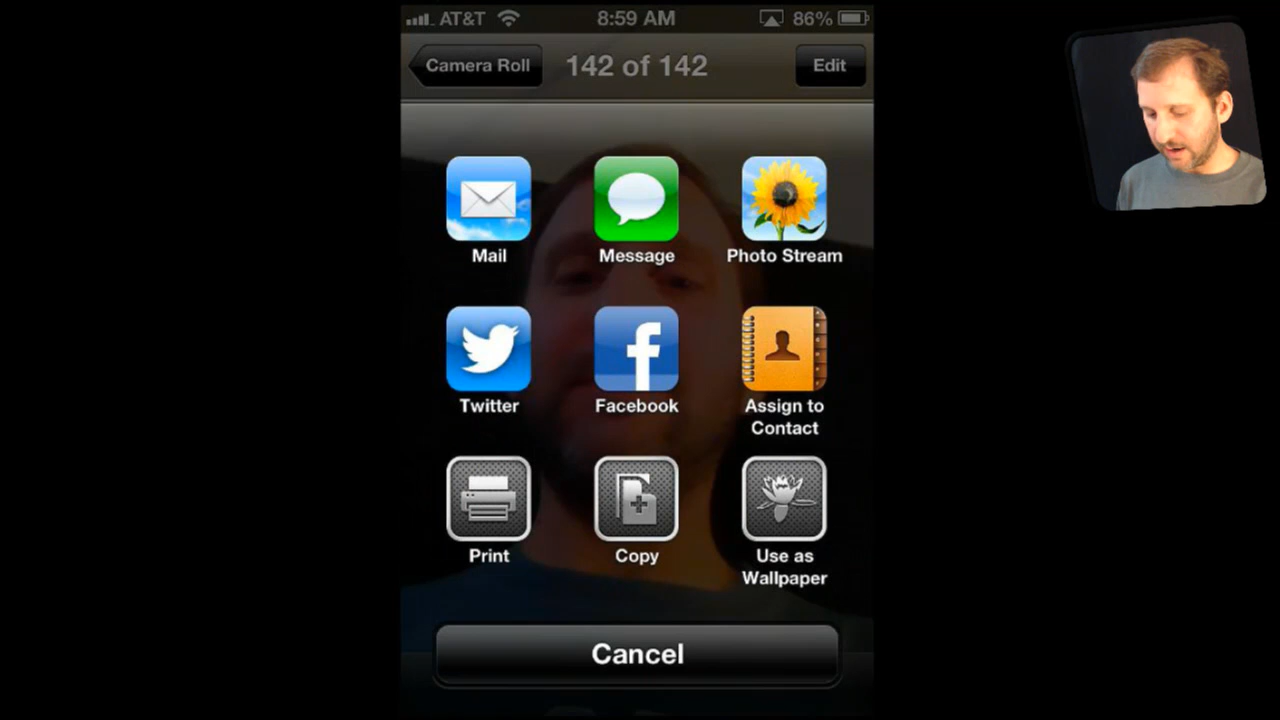 AT&T 8:59 AM 86%
Camera Roll 142 of 142 Edit
Mail Message Photo Stream
Twitter Facebook Assign to
Contact
Print Copy Use as
Wallpaper
Cancel